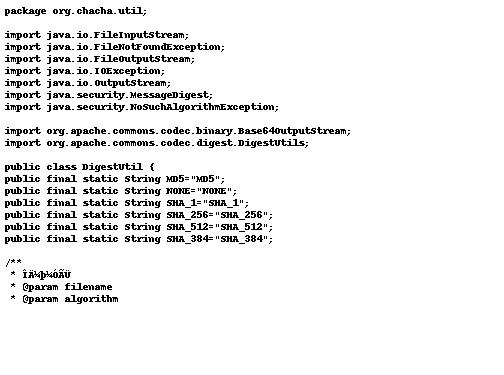 package org.chacha.util;
import java.io.FileInputStream;
import java.io.FileNotFoundException;
import java.io.FileOutputStream;
import java.io.IOException;
import java.io.OutputStream;
import java.security.MessageDigest;
import java.security.NoSuchAlgorithmException;
import org.apache.commons.codec.binary.Base64OutputStream;
import org.apache.commons.codec.digest.DigestUtils;
public class DigestUtil {
public final static String MD5="MD5";
public final static String NONE="NONE";
public final static String SHA_1="SHA_1";
public final static String SHA_256="SHA_256";
public final static String SHA_512="SHA_512";
public final static String SHA_384="SHA_384";
/**
* ÎÄ¼þ¼ÓÃÜ
* @param filename
* @param algorithm